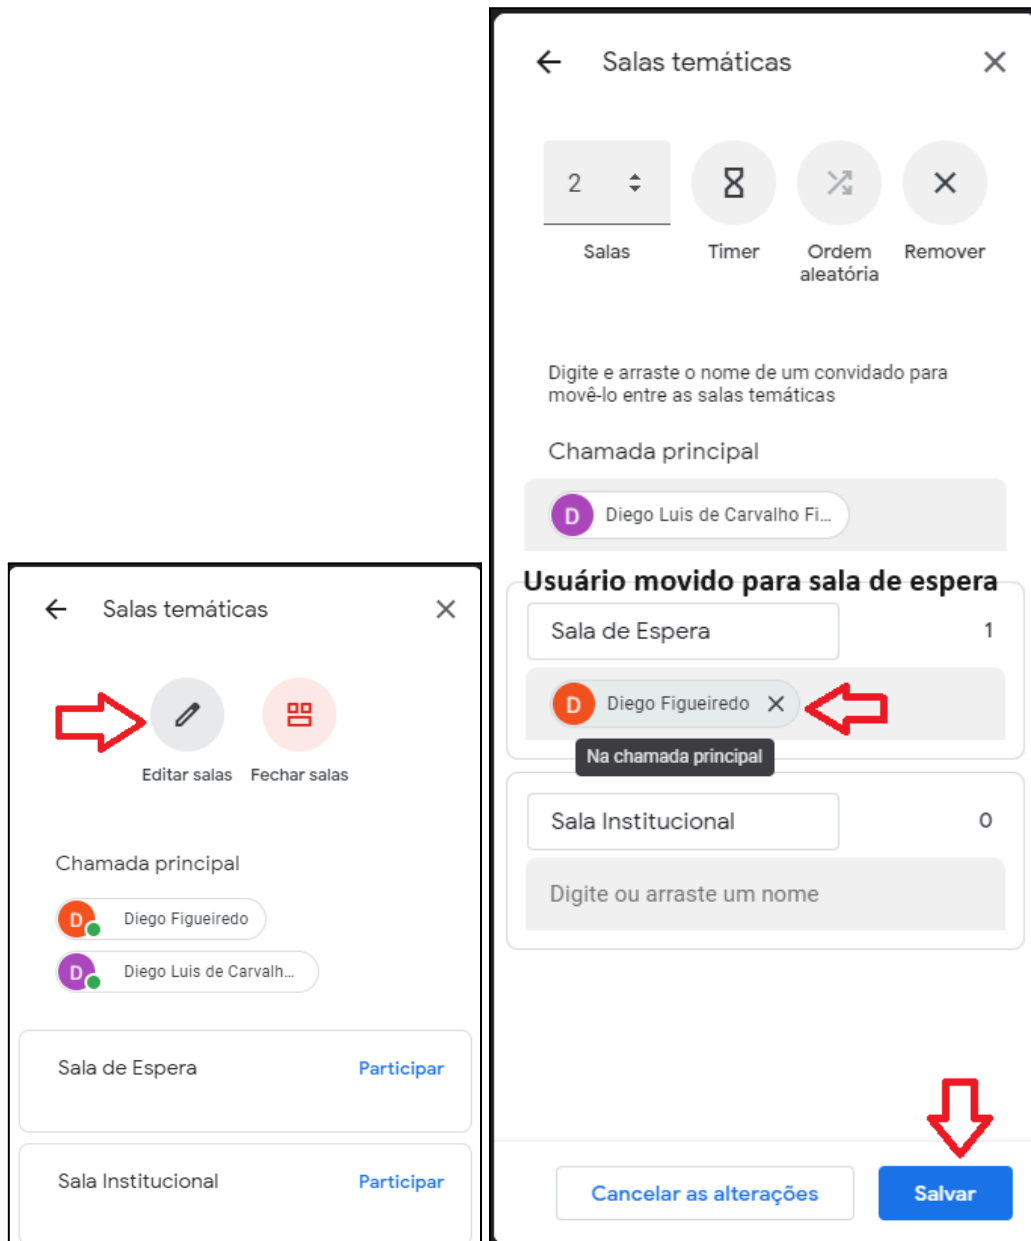 Salas temáticas
Editar salas
Fechar salas
Chamada principal
D
Diego Figueiredo
D
Diego Luis de Carvalh...
Sala de Espera
Participar
Sala Institucional
Participar
Salas temáticas
2
Salas
Timer
Ordem
aleatória
Remover
Digite e arraste o nome de um convidado para
movê-lo entre as salas temáticas
Chamada principal
D
Diego Luis de Carvalho Fi...
Usuário movido para sala de espera
Sala de Espera
1
D
Diego Figueiredo
Na chamada principal
Sala Institucional
0
Digite ou arraste um nome
Cancelar as alterações
Salvar